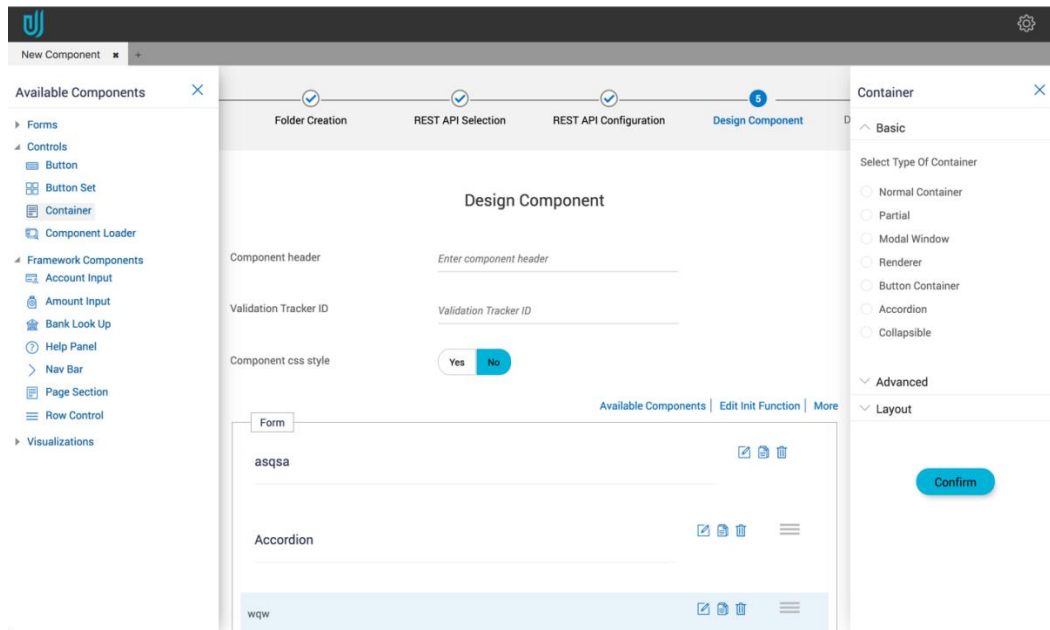 New Component
Available Components
Forms
Controls
Button
Button Set
Container
Component Loader
Framework Components
Account Input
Amount Input
Bank Look Up
Help Panel
Nav Bar
Page Section
Row Control
Visualizations
Folder Creation
REST API Selection
REST API Configuration
5
Design Component
D
Design Component
Component header
Enter component header
Validation Tracker ID
Validation Tracker ID
Component css style
Yes No
Available Components | Edit Init Function | More
Form
asqsa
Accordion
wqw
Container
Basic
Select Type Of Container
Normal Container
Partial
Modal Window
Renderer
Button Container
Accordion
Collapsible
Advanced
Layout
Confirm